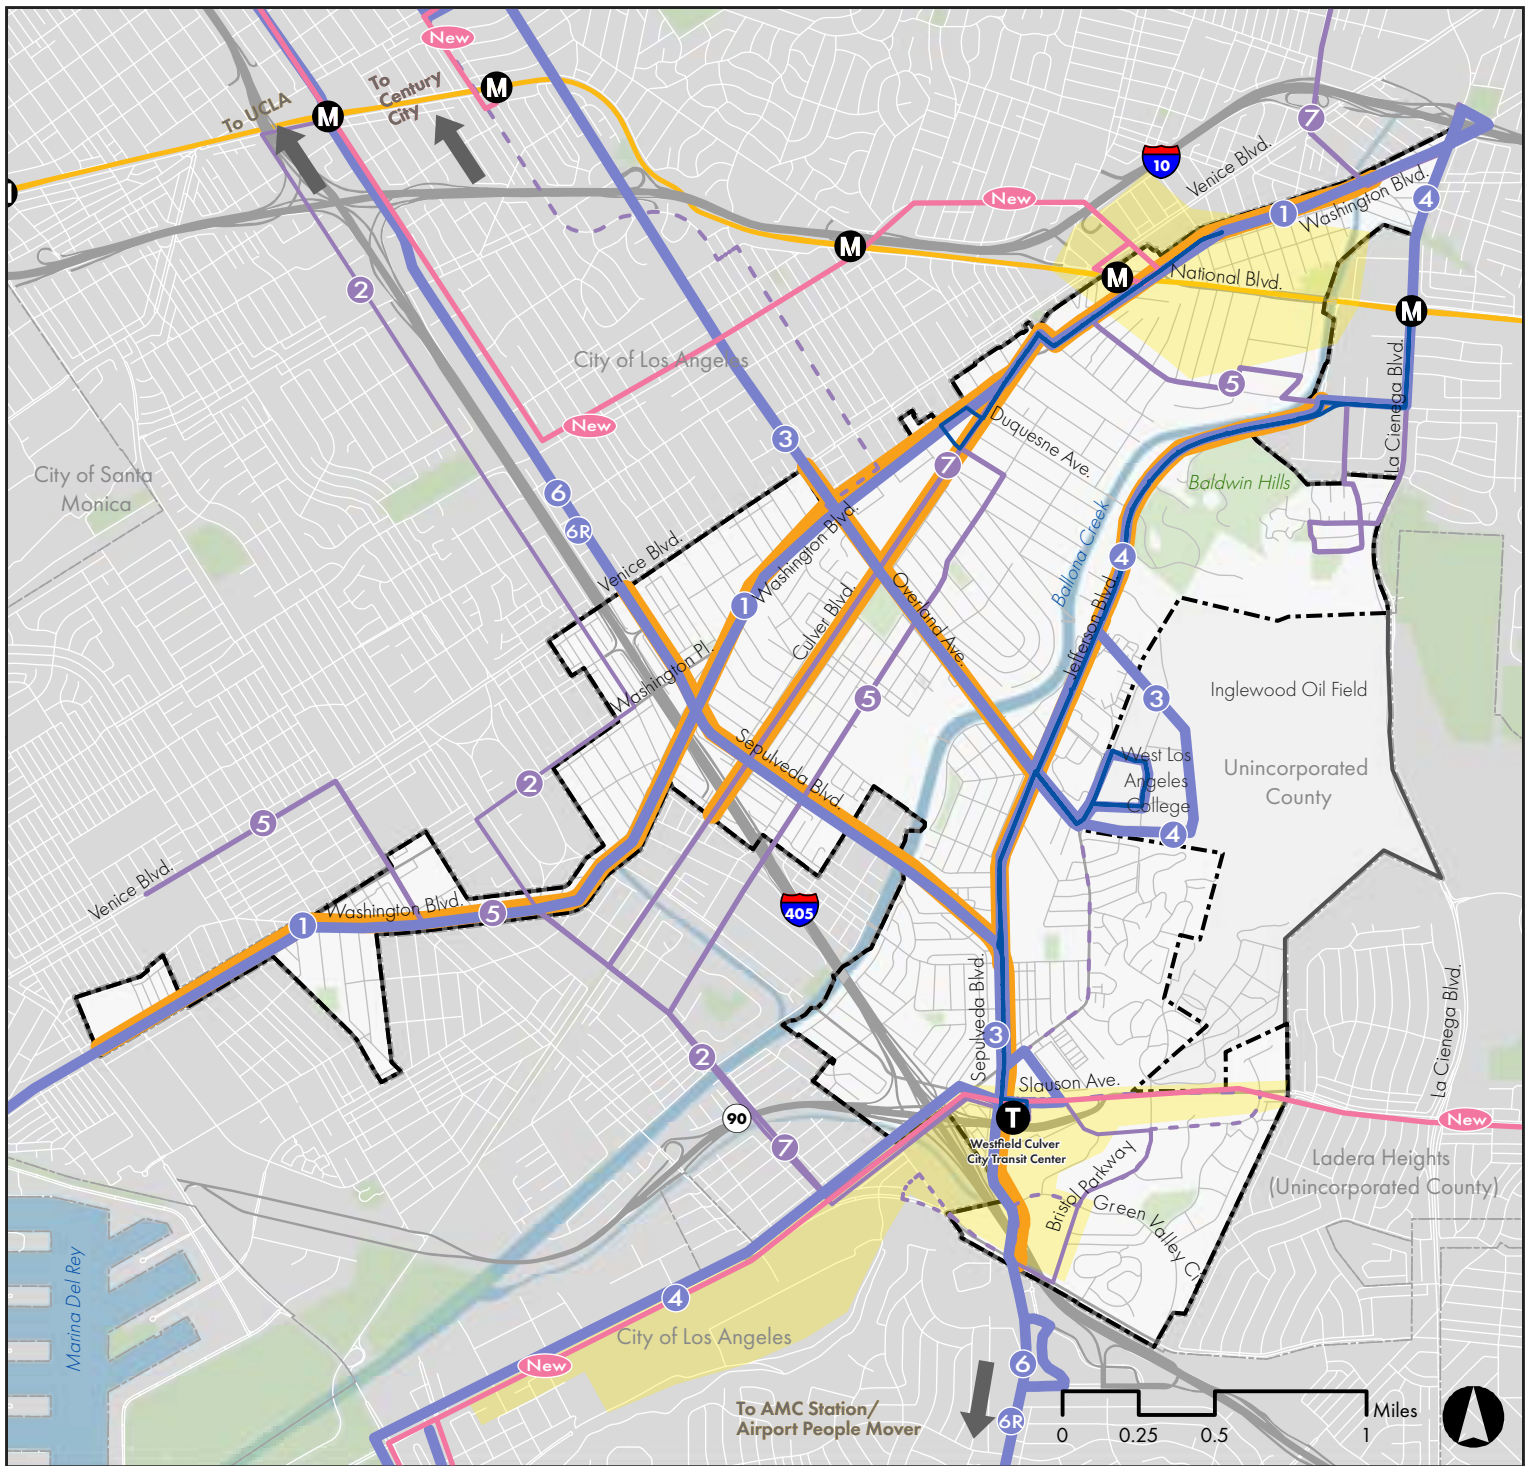 New
To
Century
City
To UCLA
M
M
7
10
Venice Blvd.
New
1
Washington Blvd.
4
M
2
M
National Blvd.
M
City of Los Angeles
La Cienega Blvd.
5
New
3
Duquesne Ave.
7
City of Santa
Monica
6
6R
Baldwin Hills
Ballona Creek
4
Venice Blvd.
Washington Blvd.
1
Culver Blvd.
Overland Ave.
Jefferson Blvd.
Washington Pl.
5
3
Inglewood Oil Field
Sepulveda Blvd.
West Los
Angeles
College
Unincorporated
County
2
5
4
Venice Blvd.
Washington Blvd.
5
1
405
Sepulveda Blvd.
La Cienega Blvd.
3
2
Slauson Ave.
90
T
Westfield Culver
City Transit Center
New
7
Bristol Parkway
Green Valley Ci
Ladera Heights
(Unincorporated County)
Marina Del Rey
4
City of Los Angeles
New
6
To AMC Station/
Airport People Mover
6R
Miles
0
0.25
0.5
1